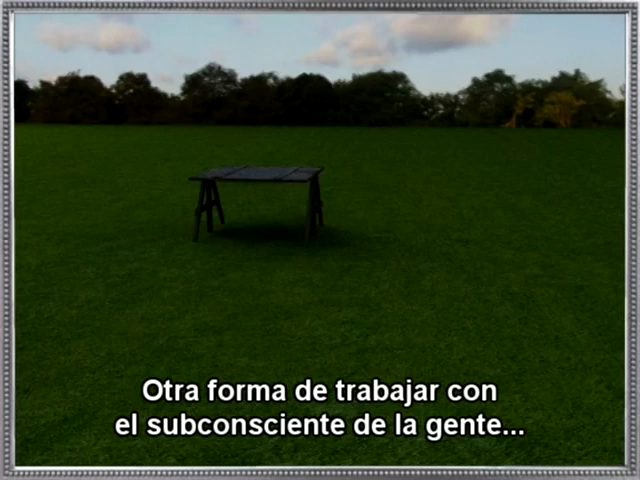 Otra forma de trabajar con
el subconsciente de la gente...